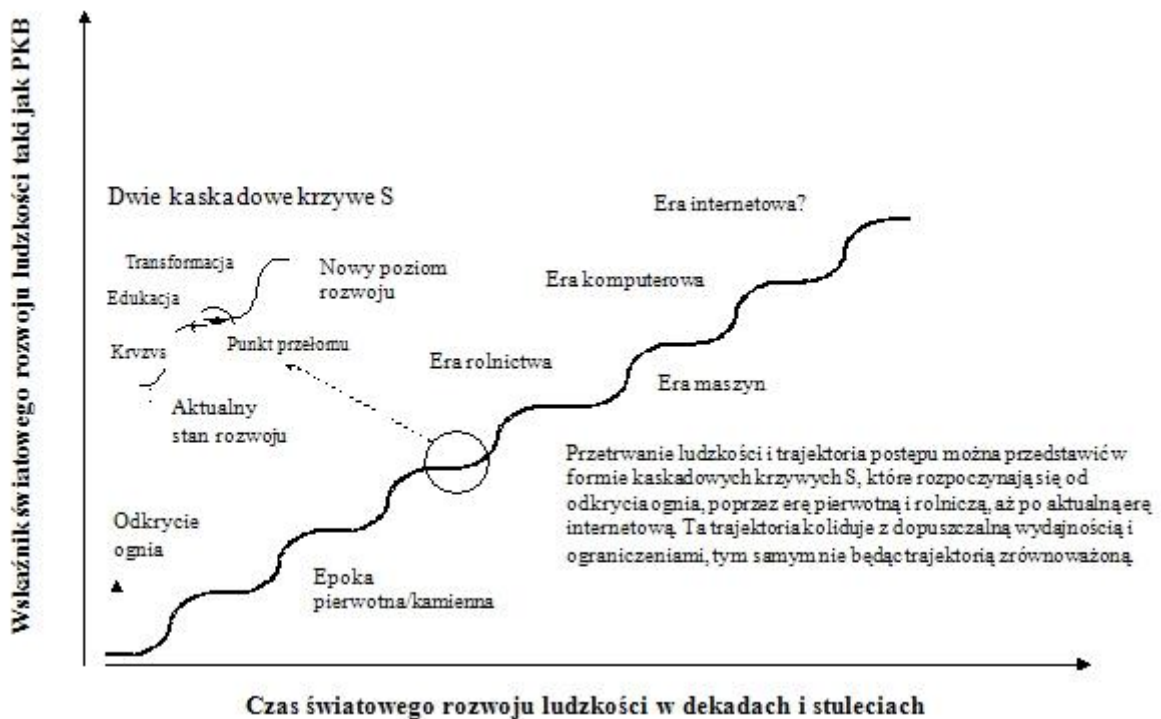 Wskaźnik światowego rozwoju ludzkości taki jak PKB
Dwie kaskadowe krzywe S
Transformacja
Edukacja
Kryzys
Nowy poziom
rozwoju
Punkt przełomu
Aktualny
stan rozwoju
Odkrycie
ognia
Epoka
pierwotna/kamienna
Era rolnictwa
Era maszyn
Era komputerowa
Era internetowa?
Przetrwanie ludzkości i trajektoria postępu można przedstawić w
formie kaskadowych krzywych S, które rozpoczynają się od
odkrycia ognia, poprzez erę pierwotną i rolniczą, aż po aktualną erę
internetową. Ta trajektoria koliduje z dopuszczalną wydajnością i
ograniczeniami, tym samym nie będąc trajektorią zrównoważoną.
Czas światowego rozwoju ludzkości w dekadach i stuleciach